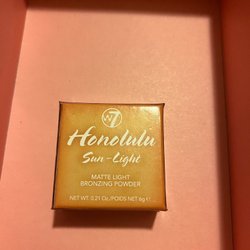 W7
Honolulu
Sun-Light
MATTE LIGHT
BRONZING POWDER
NET WT. 0.21 Oz./POIDS NET 6g e